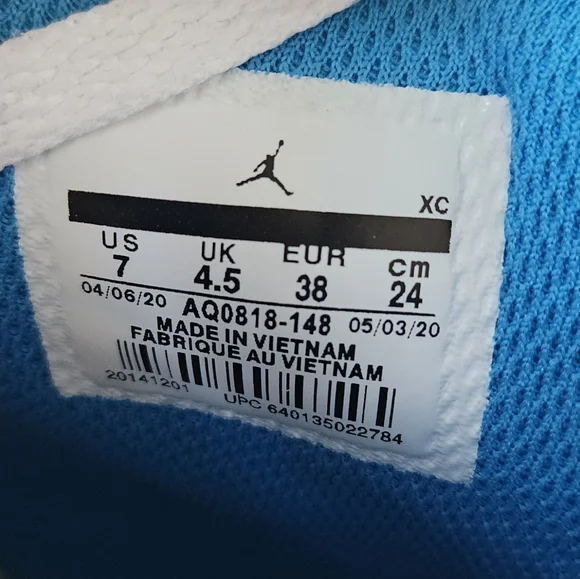 XC
US UK EUR cm
7 4.5 38 24
04/06/20 AQ0818-148 05/03/20
MADE IN VIETNAM
FABRIQUE AU VIETNAM
20141201 UPC 640135022784